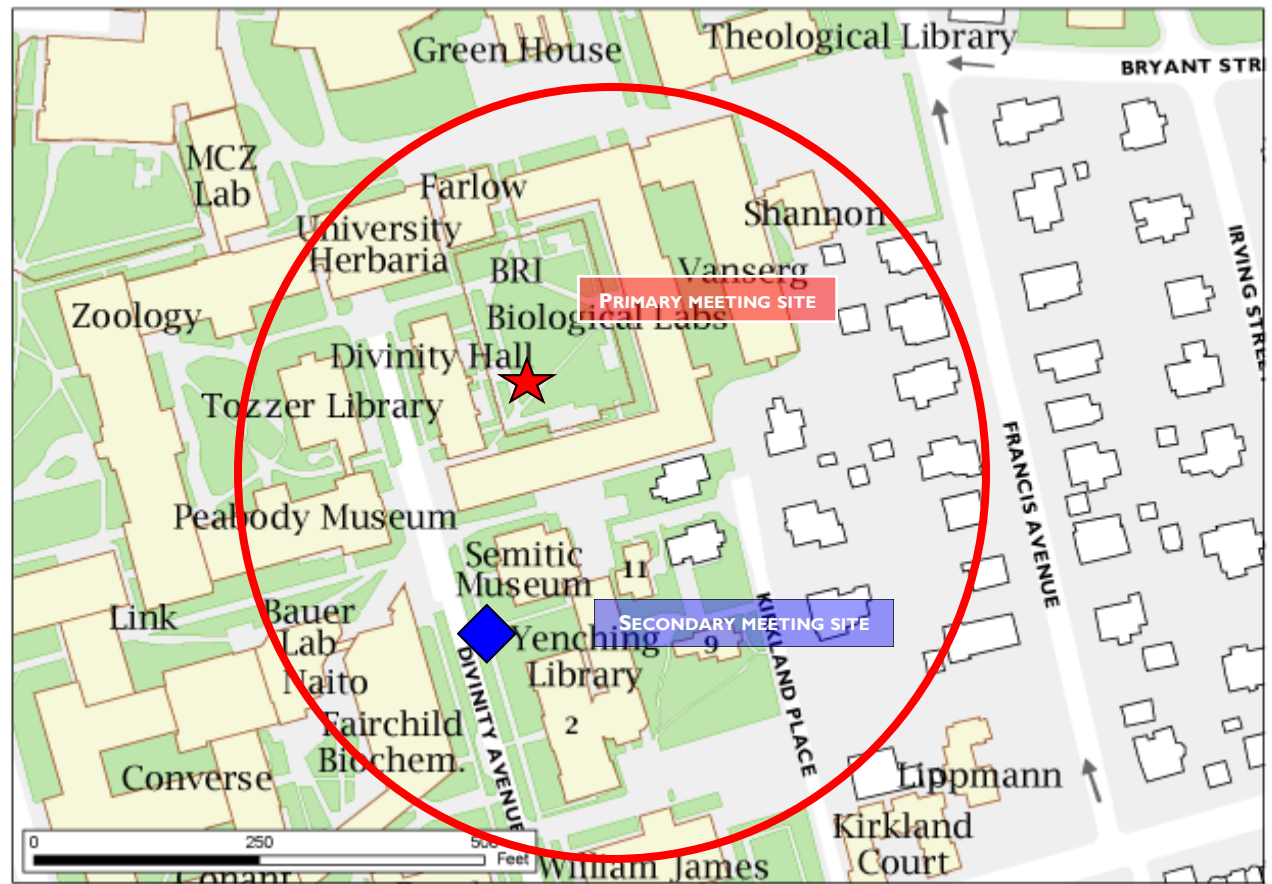 Green House
Theological Library
BRYANT STR
MCZ
Lab
Farlow
Shannon
University
Herbaria
BRI
Vanserg
PRIMARY MEETING SITE
Biological Labs
Zoology
IRVING STREET
Divinity Hall
Tozzer Library
Peabody Museum
FRANCIS AVENUE
Semitic
Museum
11
Link
Bauer
Lab
SECONDARY MEETING SITE
Yenching
Library
9
KIRKLAND PLACE
Naito
DIVINITY AVENUE
Fairchild
Biochem.
2
Converse
Lippmann
Kirkland
Court
0
250
500
Feet
William James
Conant